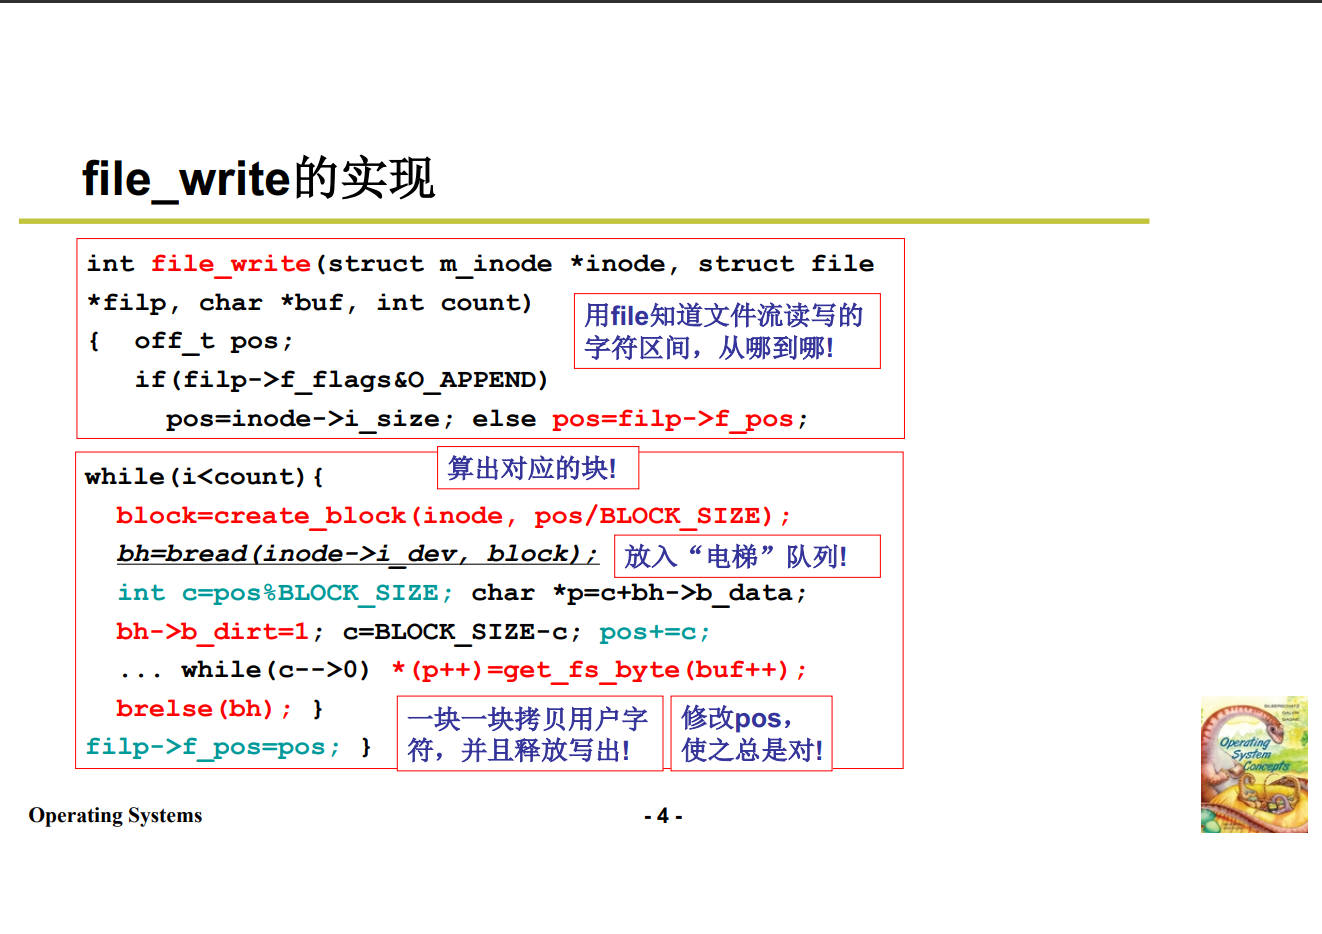 file_write的实现
int file_write(struct m_inode *inode, struct file
*filp, char *buf, int count)
{  off_t pos;
if(filp->f_flags&O_APPEND)
pos=inode->i_size; else pos=filp->f_pos;
用file知道文件流读写的
字符区间，从哪到哪!
while(i<count){
算出对应的块!
block=create_block(inode, pos/BLOCK_SIZE);
bh=bread(inode->i_dev, block);
放入“电梯”队列!
int c=pos%BLOCK_SIZE; char *p=c+bh->b_data;
bh->b_dirt=1; c=BLOCK_SIZE-c; pos+=c;
... while(c-->0) *(p++)=get_fs_byte(buf++);
brelse(bh); }
filp->f_pos=pos; }
一块一块拷贝用户字
符，并且释放写出!
修改pos，
使之总是对!
Operating Systems
- 4 -
SILBERSCHATZ
GALVIN
GAGNE
Operating
System
Concepts